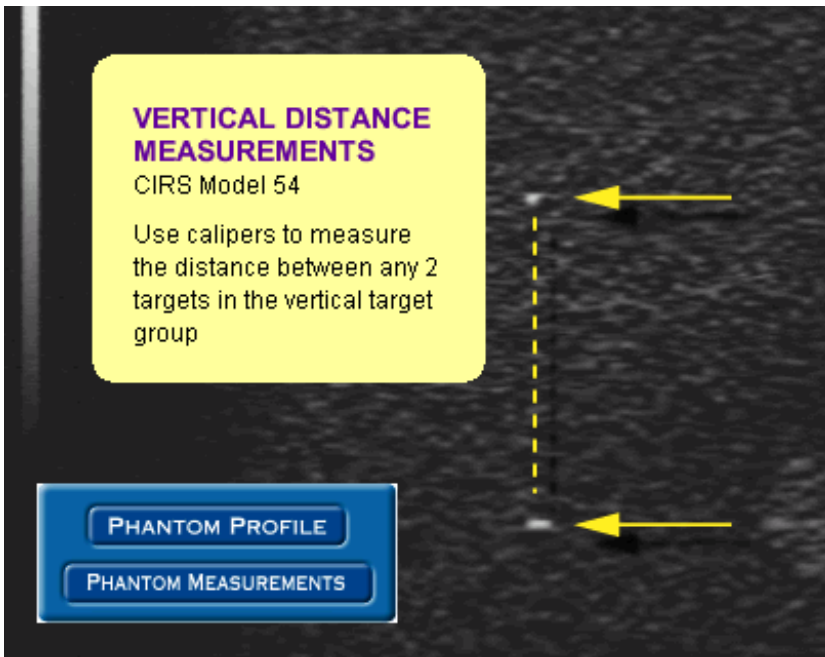 VERTICAL DISTANCE
MEASUREMENTS
CIRS Model 54
Use calipers to measure
the distance between any 2
targets in the vertical target
group
PHANTOM PROFILE
PHANTOM MEASUREMENTS